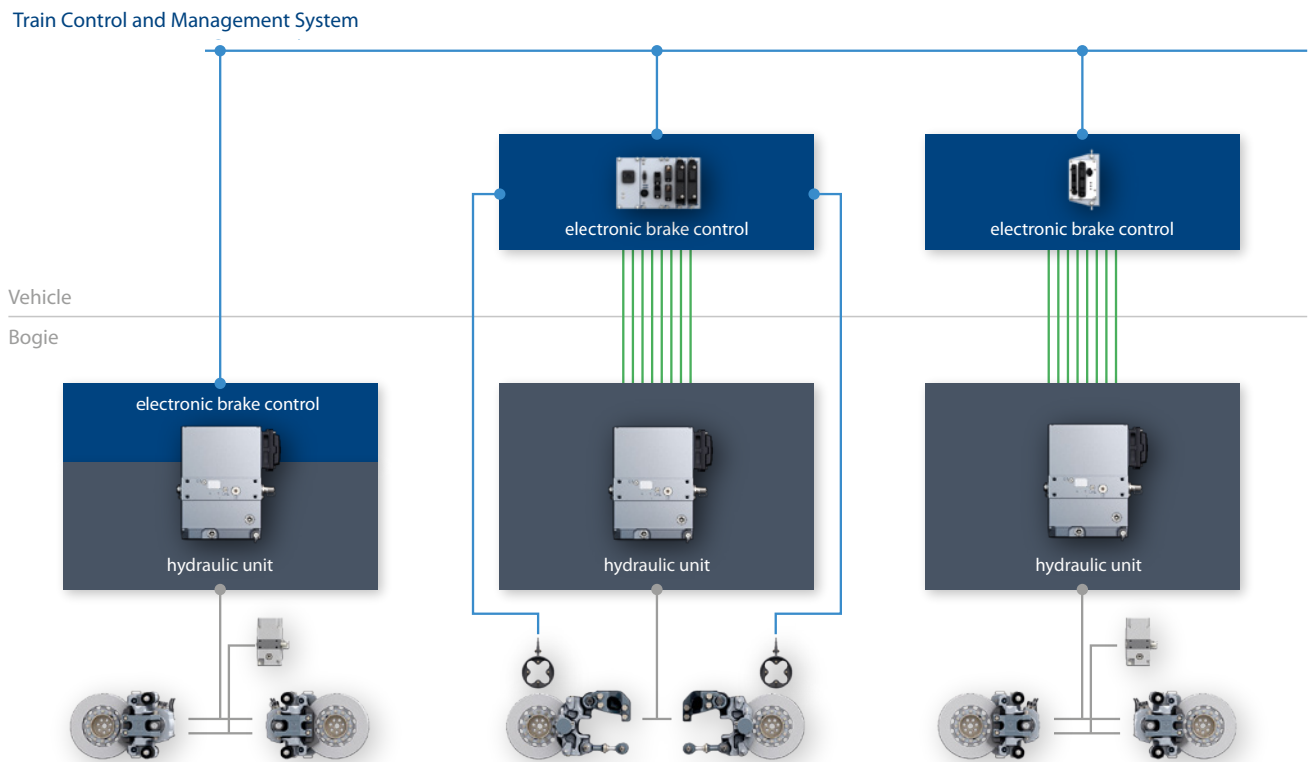 Train Control and Management System
electronic brake control
electronic brake control
Vehicle
Bogie
electronic brake control
hydraulic unit
hydraulic unit
hydraulic unit